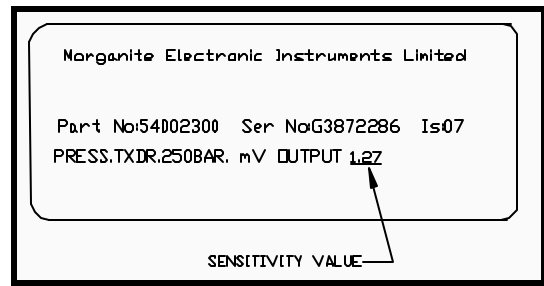 Morganite Electronic Instruments Limited
Part No:54D02300 Ser No:G3872286 Is:07
PRESS.TXDR.250BAR. mV OUTPUT 1.27
SENSITIVITY VALUE